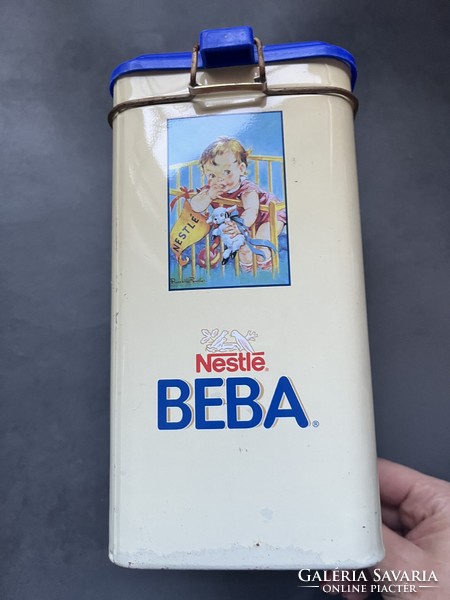 NESTLÉ
Nestlé®
BEBA®
GALÉRIA SAVARIA
ONLINE PIACTÉR